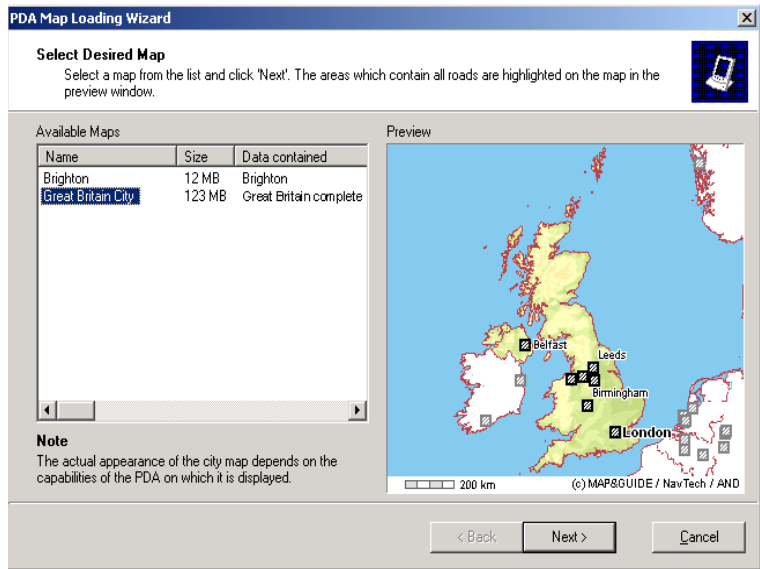 PDA Map Loading Wizard
Select Desired Map
Select a map from the list and click 'Next'. The areas which contain all roads are highlighted on the map in the
preview window.
Available Maps
Preview
Name Size Data contained
Brighton 12 MB Brighton
Great Britain City 123 MB Great Britain complete
Belfast
Leeds
Birmingham
London
200 km
(c) MAP&GUIDE / NavTech / AND
Note
The actual appearance of the city map depends on the
capabilities of the PDA on which it is displayed.
< Back
Next >
Cancel